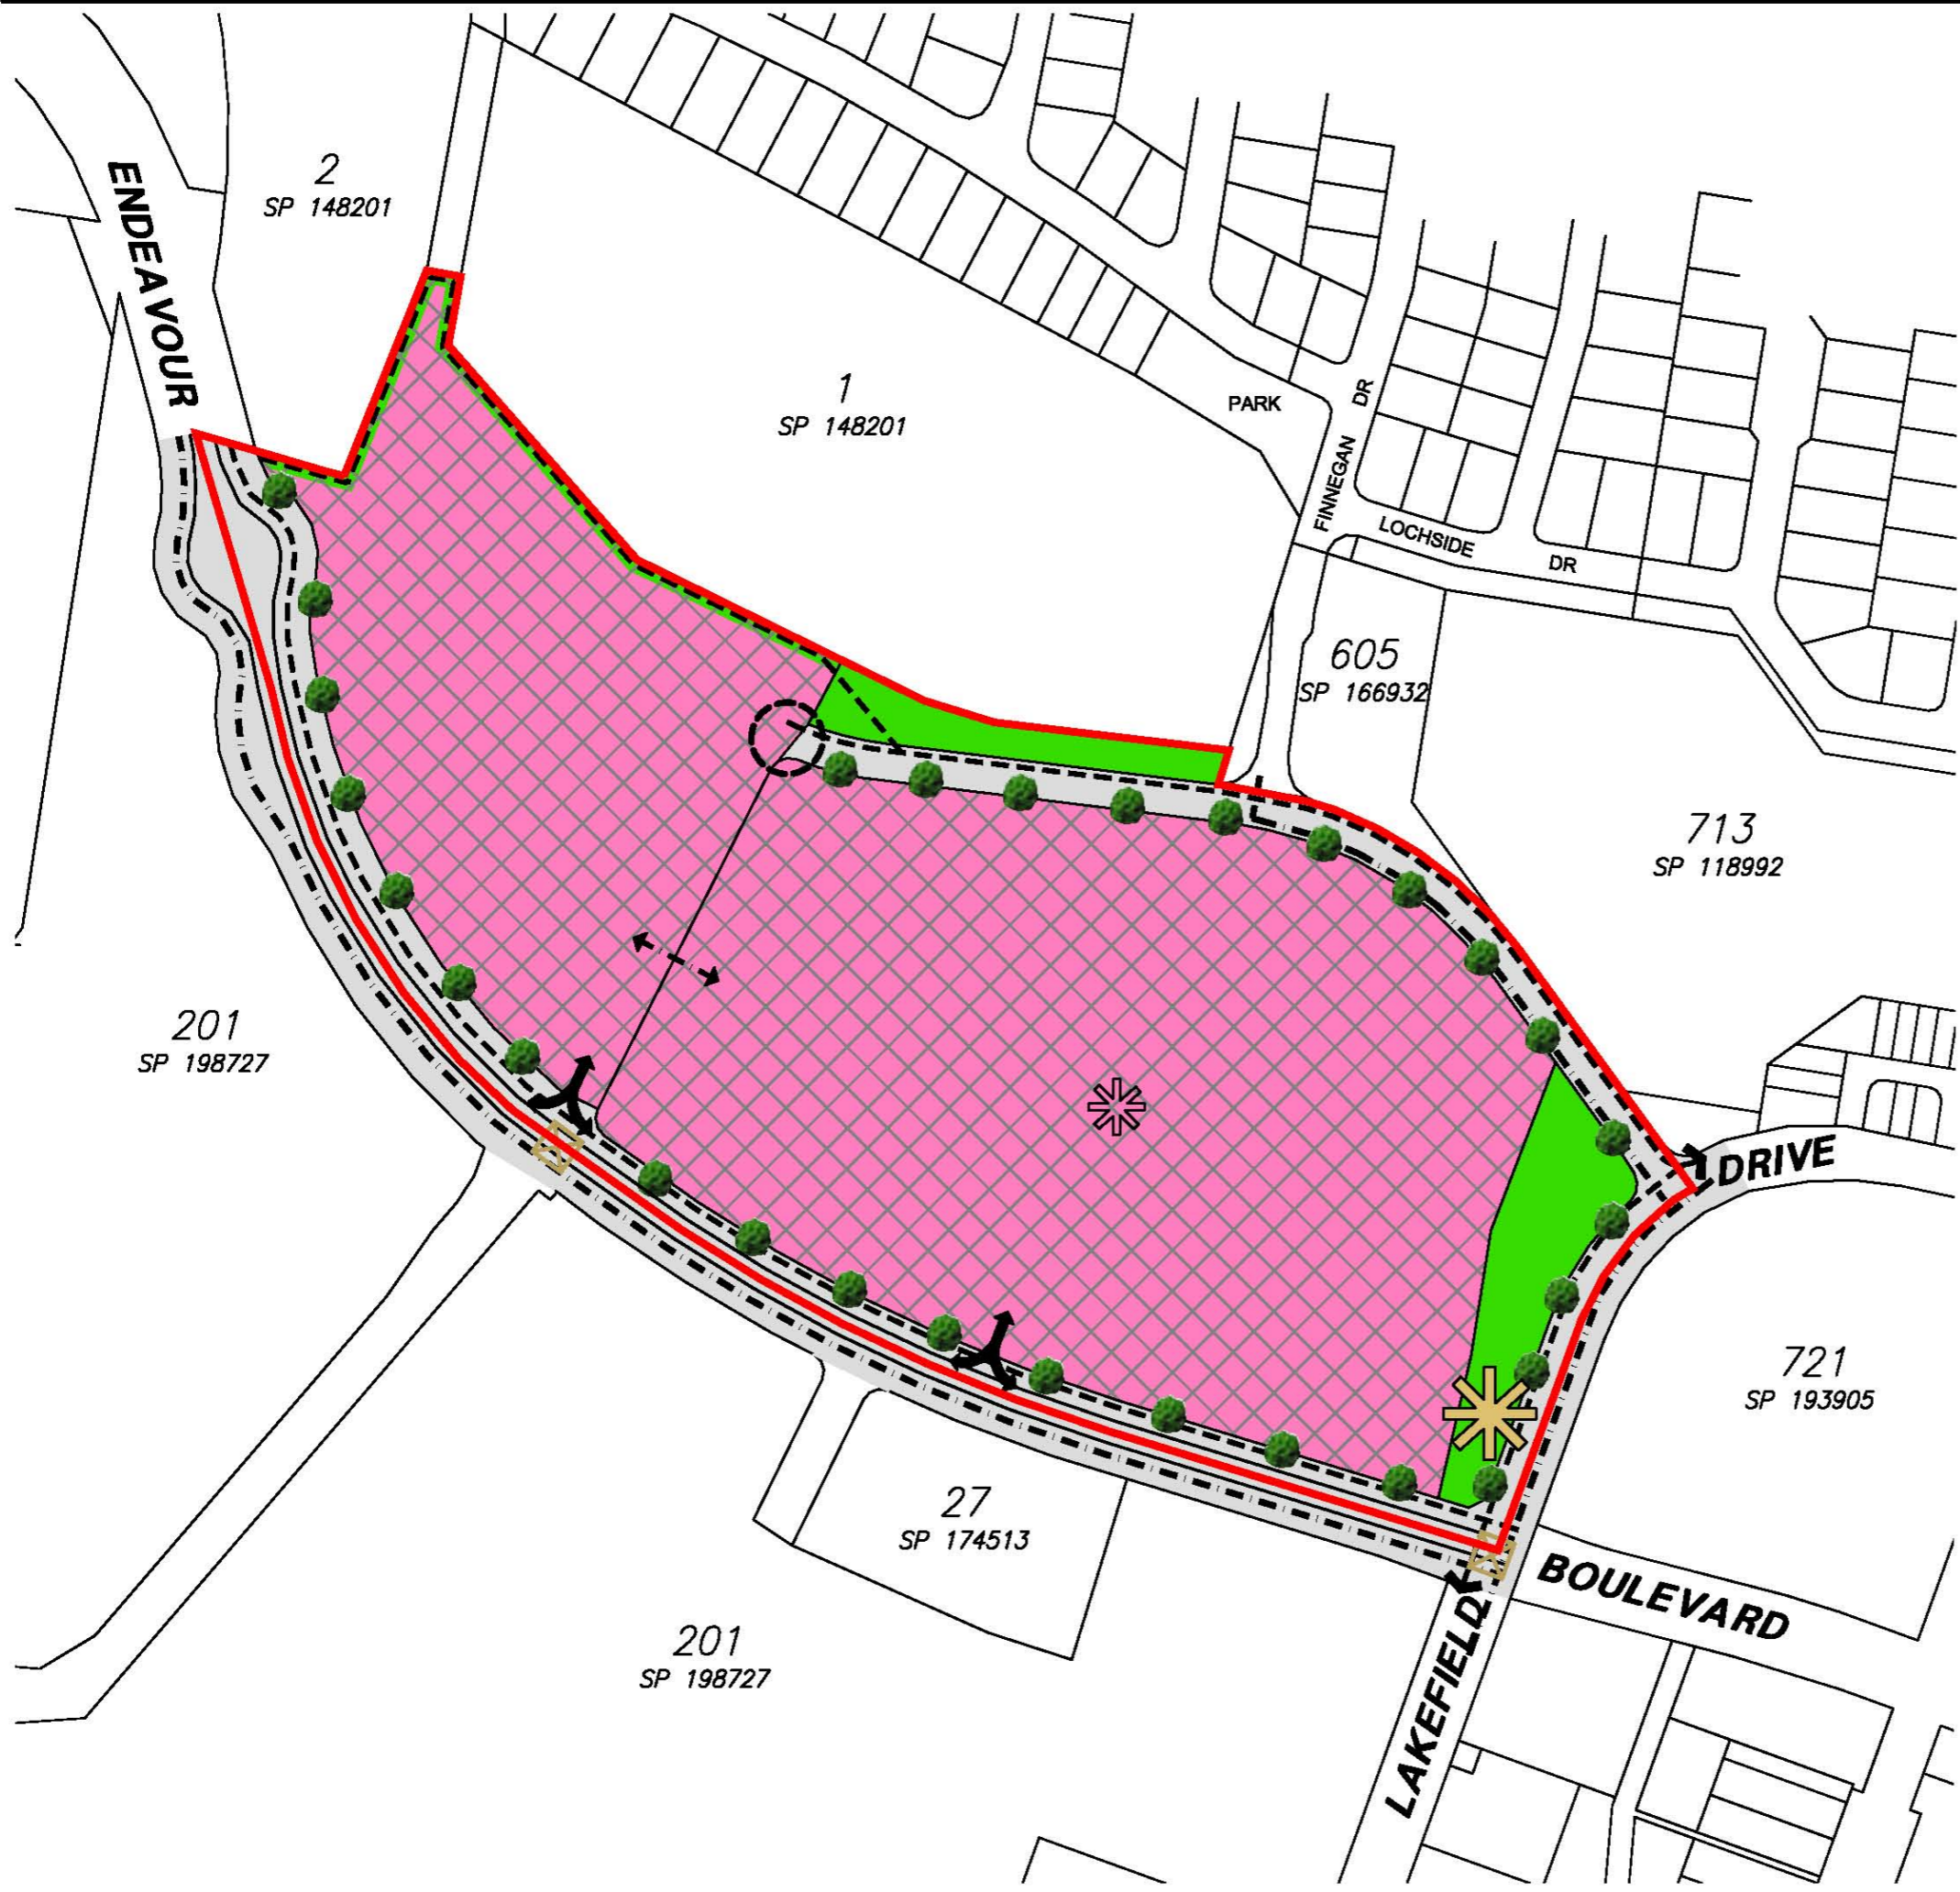 2
SP 148201
ENDEAVOUR
1
SP 148201
PARK
FINNEGAN DR
LOCHSIDE DR
605
SP 166932
713
SP 118992
201
SP 198727
DRIVE
721
SP 193905
27
SP 174513
BOULEVARD
201
SP 198727
LAKEFIELD